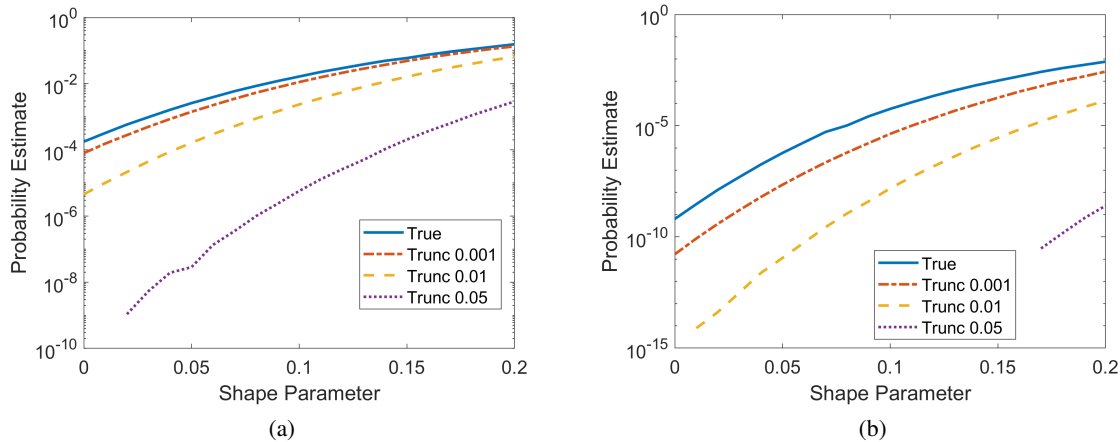 10^0
10^-2
10^-4
10^-6
10^-8
10^-10
Probability Estimate
True
Trunc 0.001
Trunc 0.01
Trunc 0.05
0 0.05 0.1 0.15 0.2
Shape Parameter
(a)
10^0
10^-5
10^-10
10^-15
Probability Estimate
True
Trunc 0.001
Trunc 0.01
Trunc 0.05
0 0.05 0.1 0.15 0.2
Shape Parameter
(b)